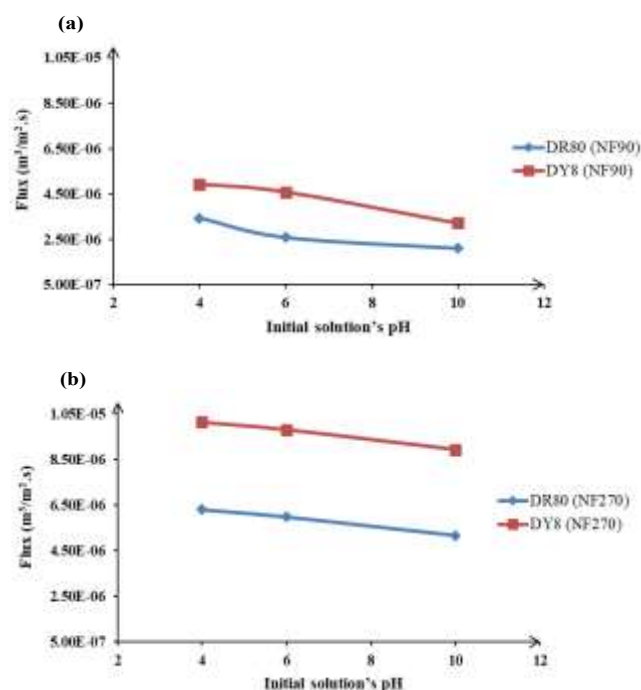 (a)
1.05E-05
8.50E-06
6.50E-06
4.50E-06
2.50E-06
5.00E-07
Flux (m³/m².s)
2 4 6 8 10 12
Initial solution's pH
DR80 (NF90)
DY8 (NF90)
(b)
1.05E-05
8.50E-06
6.50E-06
4.50E-06
2.50E-06
5.00E-07
Flux (m³/m².s)
2 4 6 8 10 12
Initial solution's pH
DR80 (NF270)
DY8 (NF270)